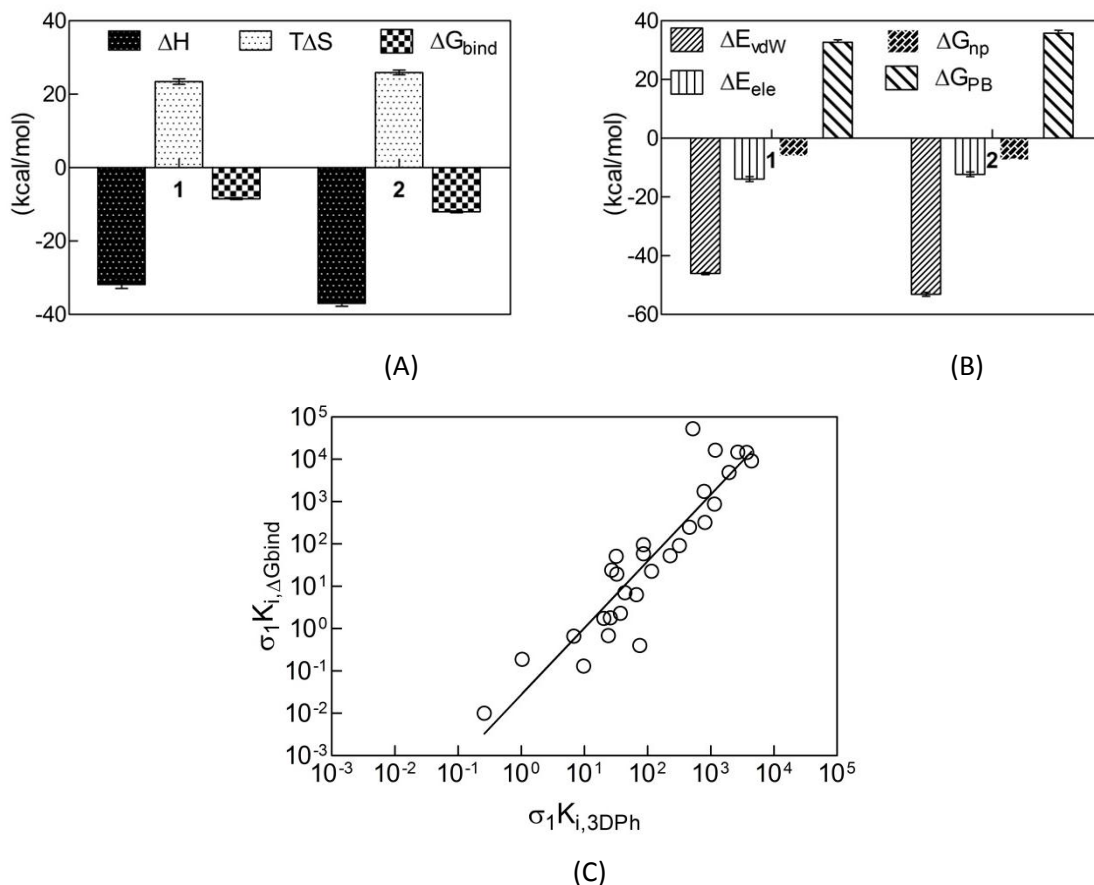 40
20
0
-20
-40
(kcal/mol)
ΔH
TΔS
ΔG_bind
1
2
(A)
40
20
0
-20
-40
-60
(kcal/mol)
ΔE_vdW
ΔG_np
ΔE_ele
ΔG_PB
1
2
(B)
10^5
10^4
10^3
10^2
10^1
10^0
10^-1
10^-2
10^-3
σ₁K_i,ΔGbind
10^-3 10^-2 10^-1 10^0 10^1 10^2 10^3 10^4 10^5
σ₁K_i,3DPh
(C)